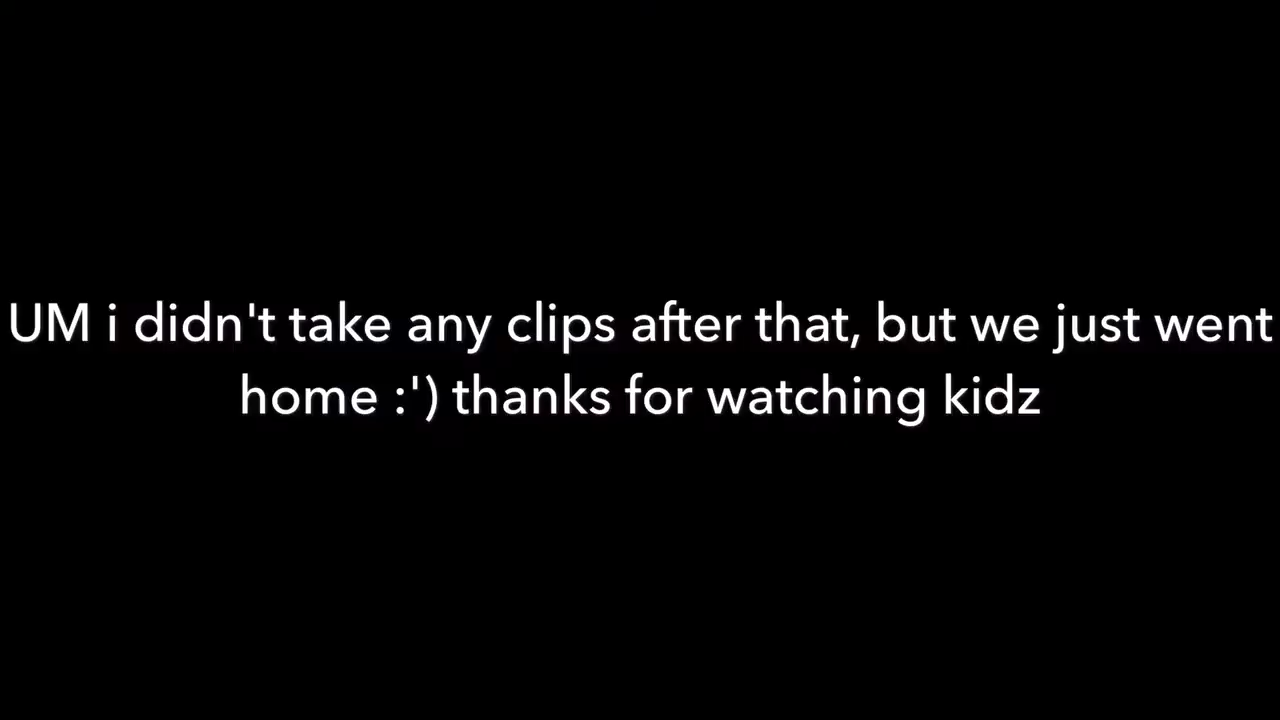 UM i didn't take any clips after that, but we just went
home :') thanks for watching kidz